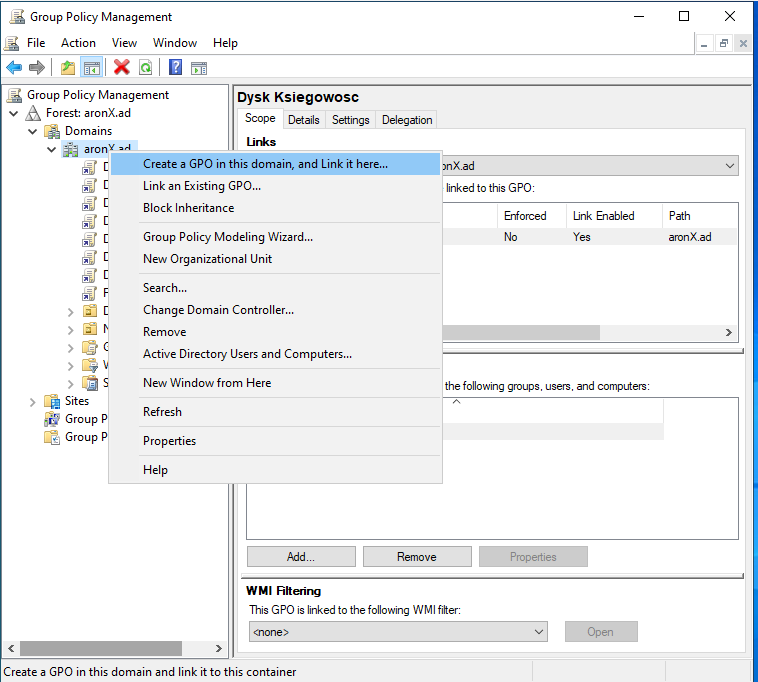 Group Policy Management
File Action View Window Help
Group Policy Management
Forest: aronX.ad
Domains
aronX.ad
Sites
Group P
Group P
Create a GPO in this domain, and Link it here...
Link an Existing GPO...
Block Inheritance
Group Policy Modeling Wizard...
New Organizational Unit
Search...
Change Domain Controller...
Remove
Active Directory Users and Computers...
New Window from Here
Refresh
Properties
Help
Dysk Ksiegowosc
Scope Details Settings Delegation
Links
linked to this GPO:
Enforced Link Enabled Path
No Yes aronX.ad
the following groups, users, and computers:
Add... Remove Properties
WMI Filtering
This GPO is linked to the following WMI filter:
<none> Open
Create a GPO in this domain and link it to this container